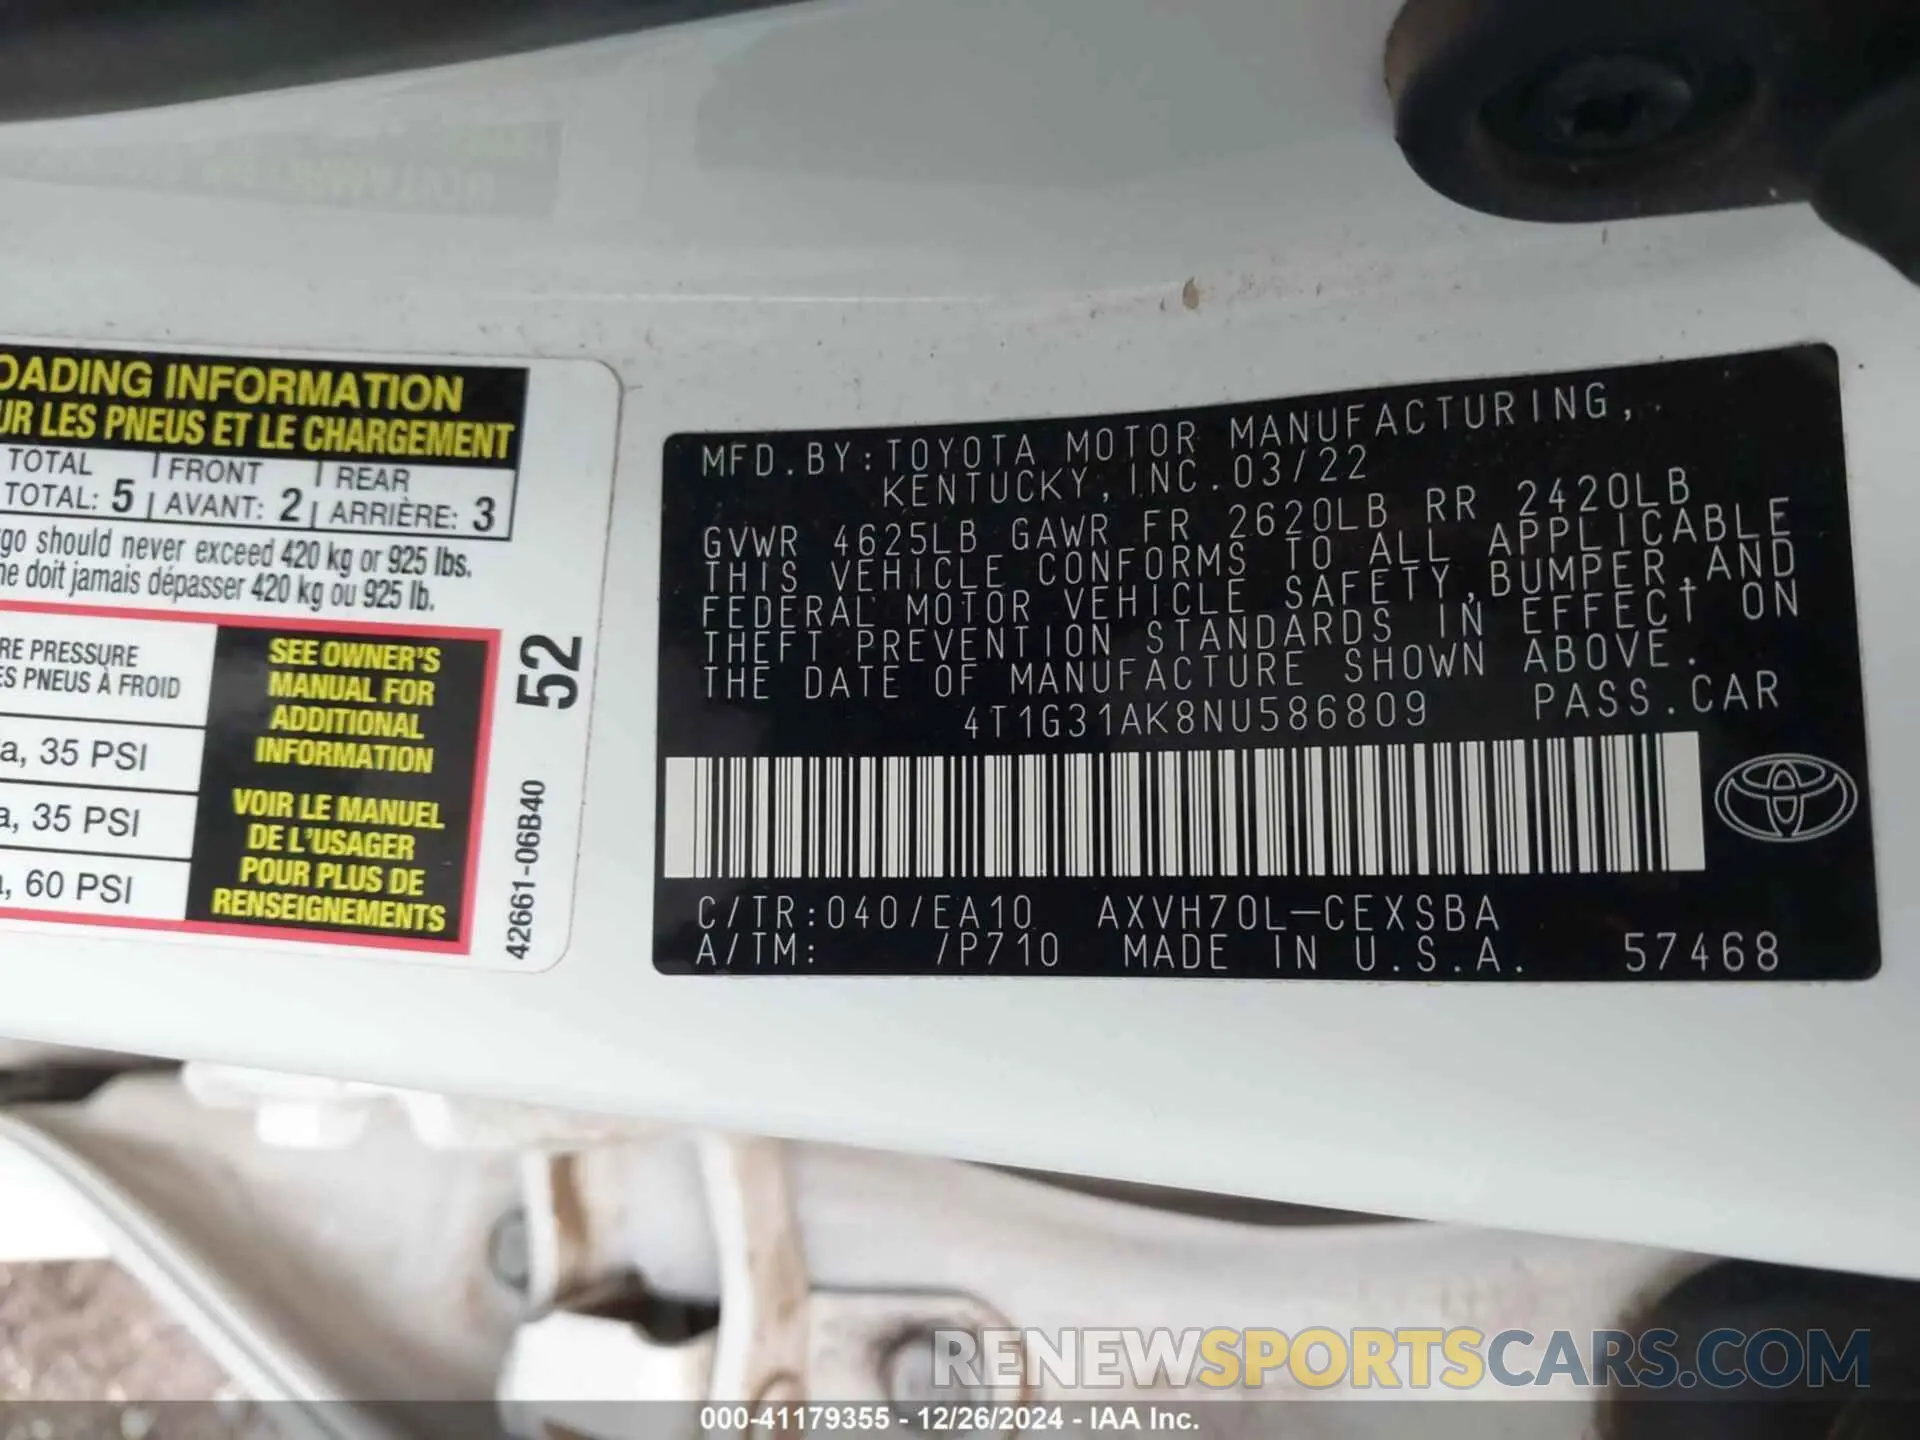 OADING INFORMATION
UR LES PNEUS ET LE CHARGEMENT
TOTAL FRONT REAR
TOTAL: 5 AVANT: 2 ARRIÈRE: 3
go should never exceed 420 kg or 925 lbs.
ne doit jamais dépasser 420 kg ou 925 lb.
RE PRESSURE
ES PNEUS À FROID
a, 35 PSI
a, 35 PSI
, 60 PSI
SEE OWNER'S
MANUAL FOR
ADDITIONAL
INFORMATION
VOIR LE MANUEL
DE L'USAGER
POUR PLUS DE
RENSEIGNEMENTS
52
42661-06B40
MFD.BY:TOYOTA MOTOR MANUFACTURING,
KENTUCKY,INC.03/22
GVWR 4625LB GAWR FR 2620LB RR 2420LB
THIS VEHICLE CONFORMS TO ALL APPLICABLE
FEDERAL MOTOR VEHICLE SAFETY,BUMPER,AND
THEFT PREVENTION STANDARDS IN EFFECT ON
THE DATE OF MANUFACTURE SHOWN ABOVE.
4T1G31AK8NU586809 PASS.CAR
C/TR:040/EA10 AXVH70L-CEXSBA
A/TM: /P710 MADE IN U.S.A. 57468
RENEWSPORTSCARS.COM
000-41179355 - 12/26/2024 - IAA Inc.